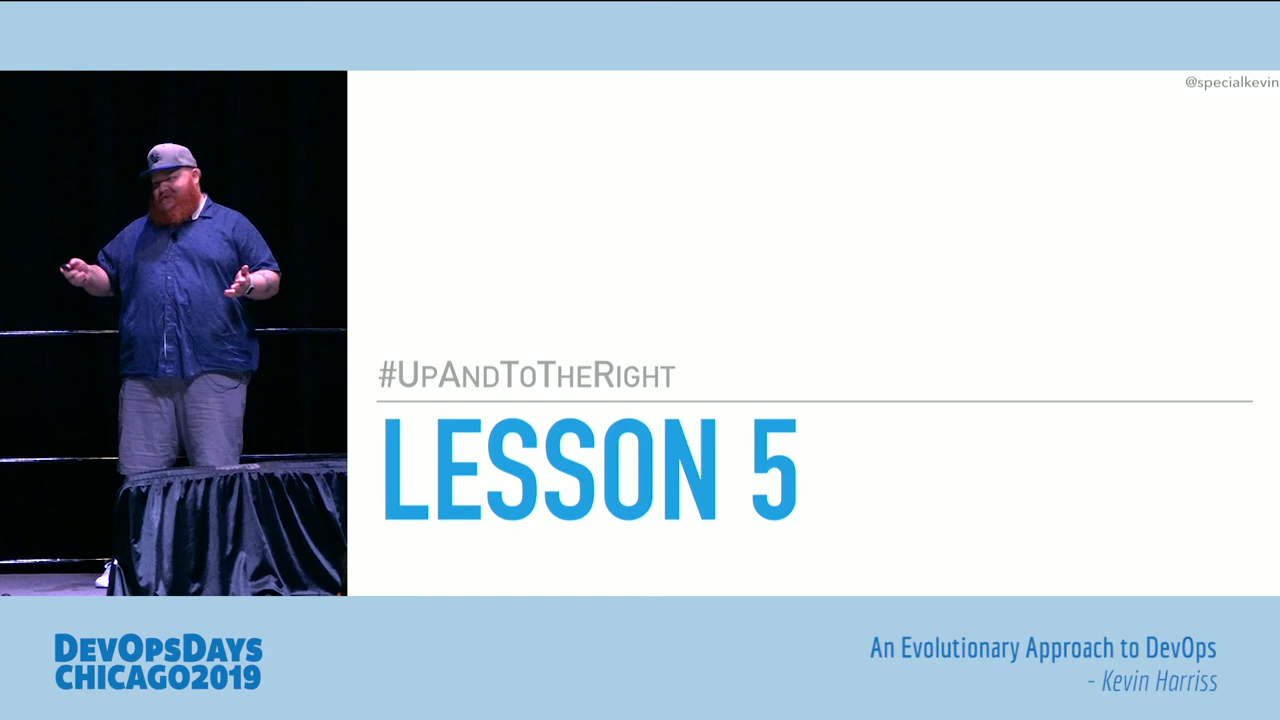 @specialkevin
#UpAndToTheRight
LESSON 5
DevOpsDays
CHICAGO2019
An Evolutionary Approach to DevOps
- Kevin Harriss